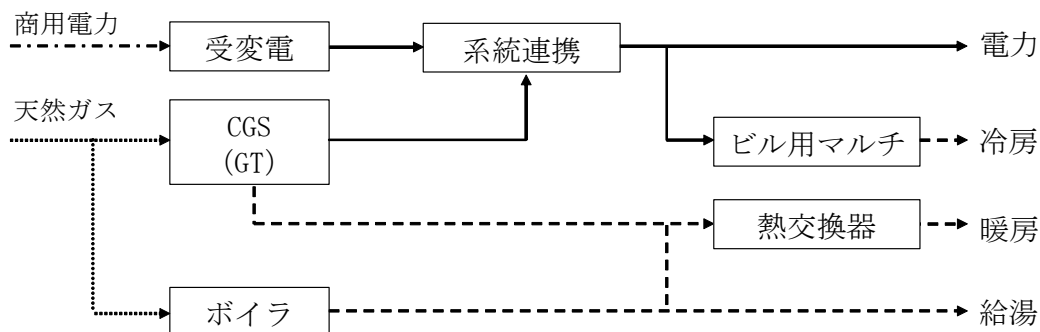 商用電力
受変電
系統連携
電力
天然ガス
CGS
(GT)
ビル用マルチ
冷房
熱交換器
暖房
ボイラ
給湯